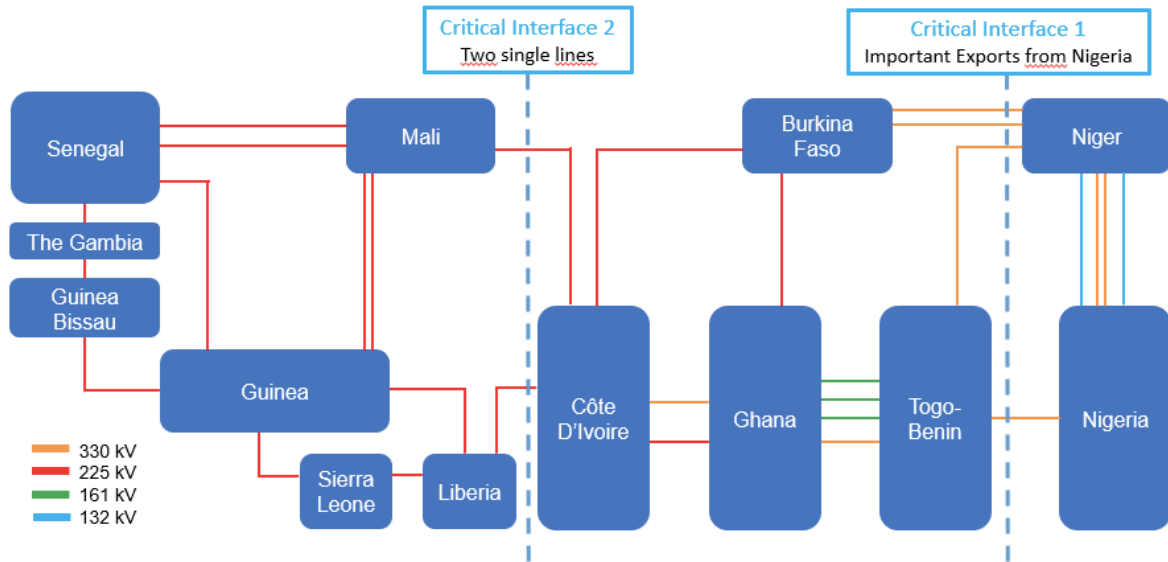 Critical Interface 2
Two single lines
Critical Interface 1
Important Exports from Nigeria
Senegal
Mali
Burkina
Faso
Niger
The Gambia
Guinea
Bissau
Guinea
Côte
D'Ivoire
Ghana
Togo-
Benin
Nigeria
Sierra
Leone
Liberia
330 kV
225 kV
161 kV
132 kV